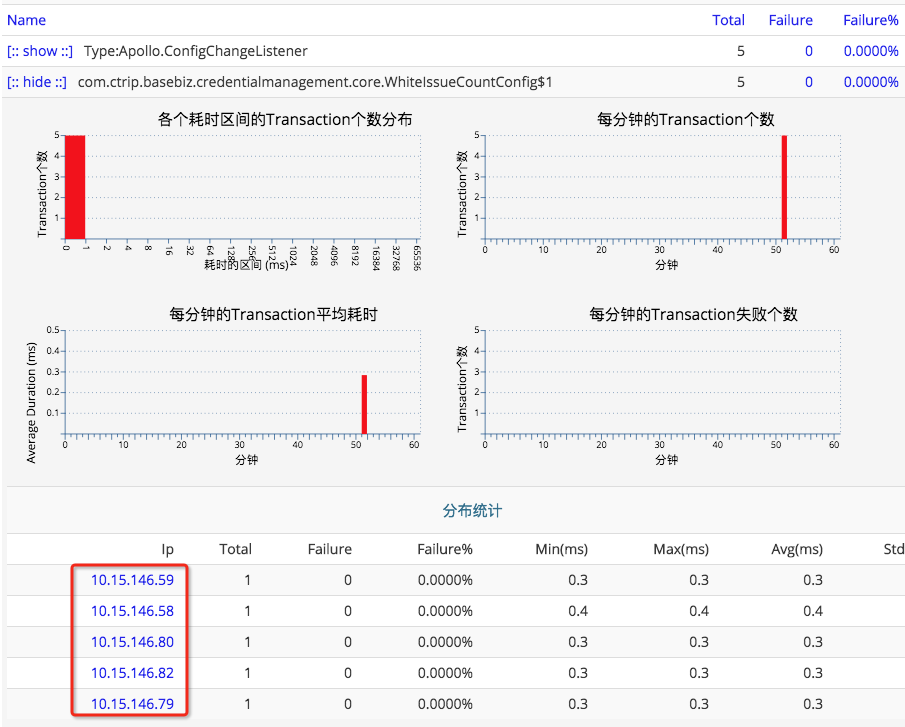 Name Total Failure Failure%
[:: show ::] Type:Apollo.ConfigChangeListener 5 0 0.0000%
[:: hide ::] com.ctrip.basebiz.credentialmanagement.core.WhiteIssueCountConfig$1 5 0 0.0000%
各个耗时区间的Transaction个数分布
Transaction个数
5
4
3
2
1
0 1 2 4 8 16 32 64 128 256 512 1024 2048 4096 8192 16384 32768 65536
耗时的区间 (ms)
每分钟的Transaction个数
Transaction个数
5
4
3
2
1
0 10 20 30 40 50 60
分钟
每分钟的Transaction平均耗时
Average Duration (ms)
0.5
0.4
0.3
0.2
0.1
0 10 20 30 40 50 60
分钟
每分钟的Transaction失败个数
Transaction个数
5
4
3
2
1
0 10 20 30 40 50 60
分钟
分布统计
Ip Total Failure Failure% Min(ms) Max(ms) Avg(ms) Std
10.15.146.59 1 0 0.0000% 0.3 0.3 0.3
10.15.146.58 1 0 0.0000% 0.4 0.4 0.4
10.15.146.80 1 0 0.0000% 0.3 0.3 0.3
10.15.146.82 1 0 0.0000% 0.3 0.3 0.3
10.15.146.79 1 0 0.0000% 0.3 0.3 0.3